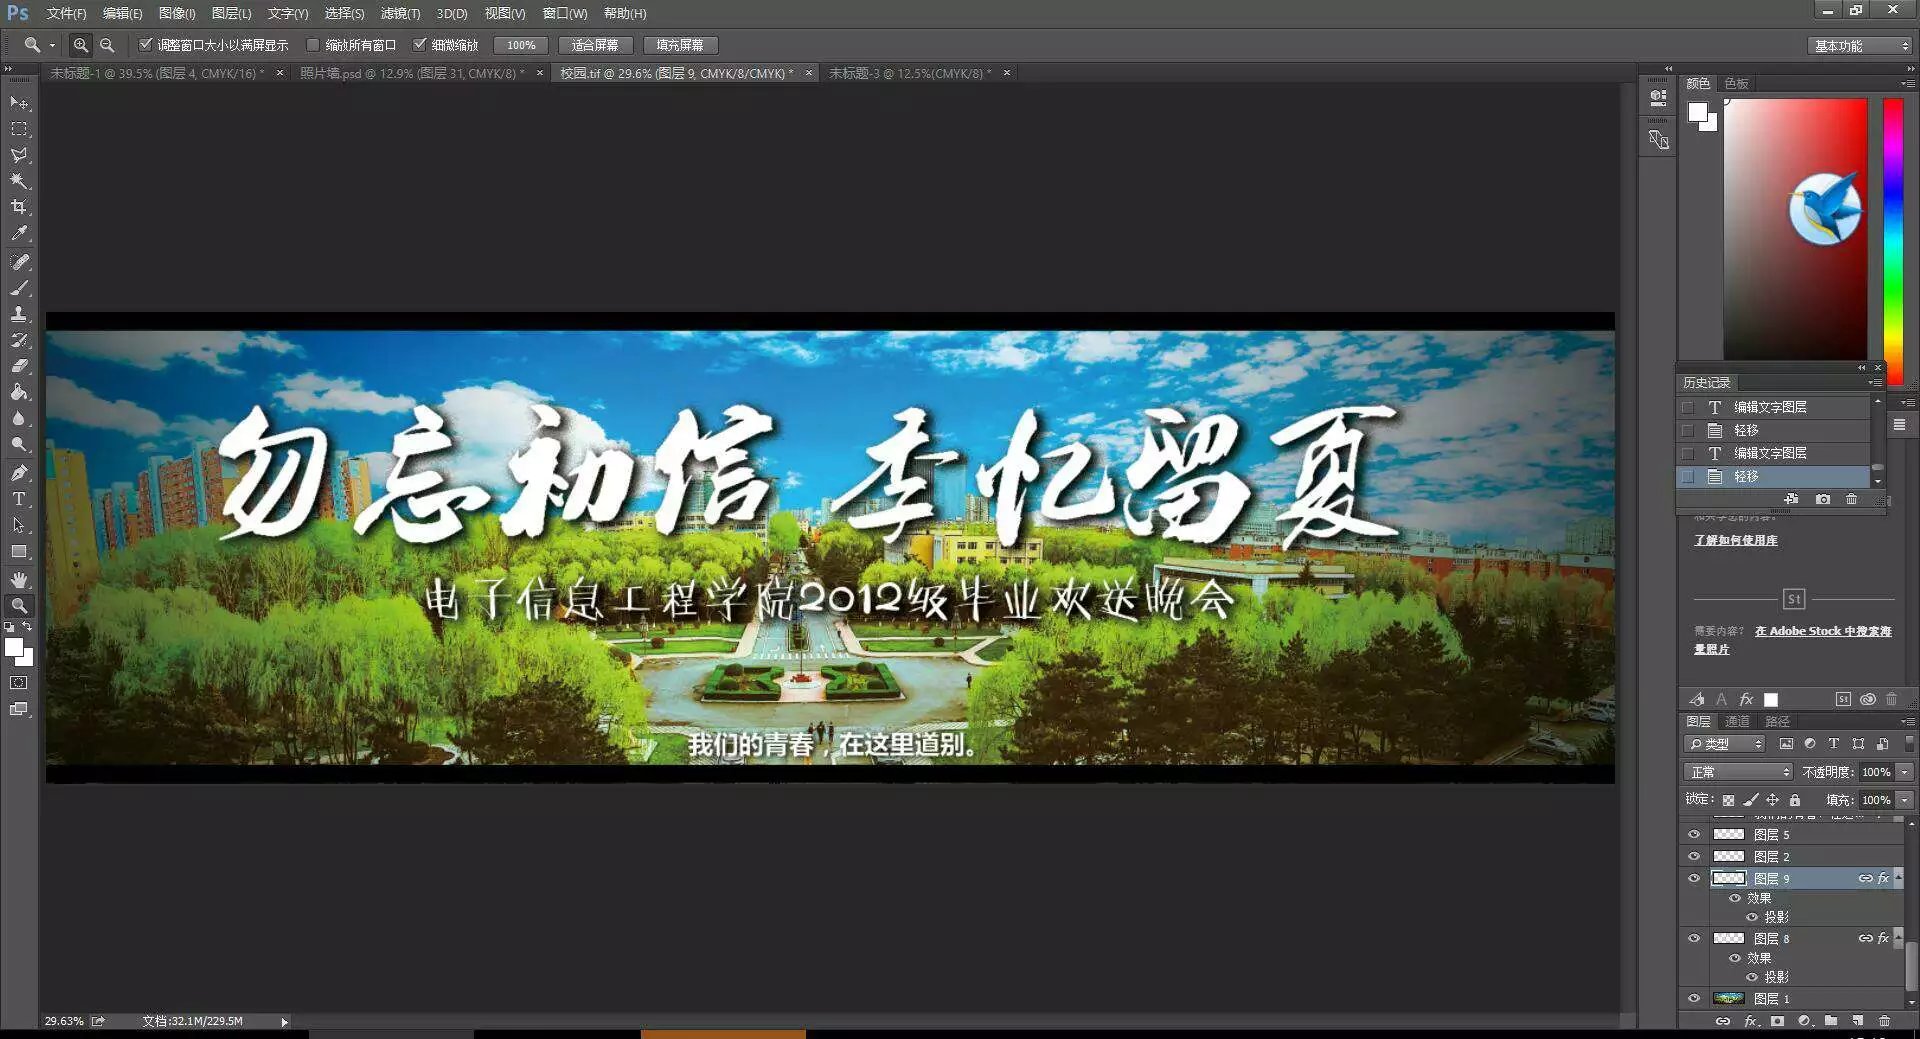 Ps 文件(F) 编辑(E) 图像(I) 图层(L) 文字(Y) 选择(S) 滤镜(T) 3D(D) 视图(V) 窗口(W) 帮助(H)
调整窗口大小以满屏显示 缩放所有窗口 细微缩放 100% 适合屏幕 填充屏幕 基本功能
未标题-1 @ 39.5% (图层 4, CMYK/16) * × 照片墙.psd @ 12.9% (图层 31, CMYK/8) * × 校园.tif @ 29.6% (图层 9, CMYK/8/CMYK) * × 未标题-3 @ 12.5%(CMYK/8) * ×
颜色 色板
历史记录
T 编辑文字图层
轻移
T 编辑文字图层
轻移
了解如何使用库
St
需要内容? 在 Adobe Stock 中搜索海
量照片
勿忘初信 季忆留夏
电子信息工程学院2012级毕业欢送晚会
我们的青春，在这里道别。
图层 通道 路径
类型
正常 不透明度: 100%
锁定: 填充: 100%
图层 5
图层 2
图层 9 fx
效果
投影
图层 8 fx
效果
投影
图层 1
29.63% 文档:32.1M/229.5M